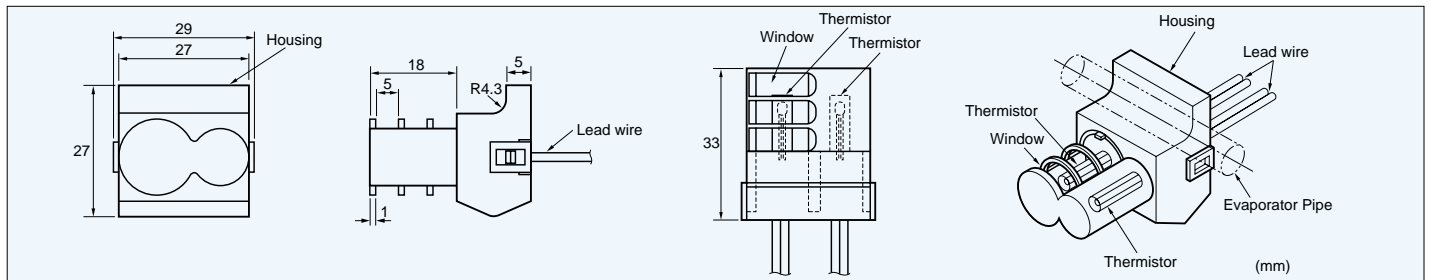 29
27
Housing
27
18
5
5
R4.3
Lead wire
1
Thermistor
Window
Thermistor
33
Housing
Lead wire
Thermistor
Window
Evaporator Pipe
Thermistor
(mm)